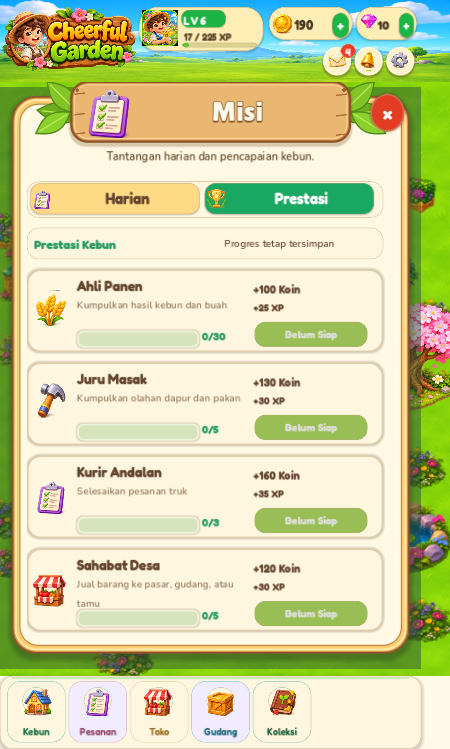 Cheerful
Garden
LV 6
17 / 225 XP
190
+
10
+
4
Misi
Tantangan harian dan pencapaian kebun.
Harian
Prestasi
Prestasi Kebun
Progres tetap tersimpan
Ahli Panen
Kumpulkan hasil kebun dan buah
0/30
+100 Koin
+25 XP
Belum Siap
Juru Masak
Kumpulkan olahan dapur dan pakan
0/5
+130 Koin
+30 XP
Belum Siap
Kurir Andalan
Selesaikan pesanan truk
0/3
+160 Koin
+35 XP
Belum Siap
Sahabat Desa
Jual barang ke pasar, gudang, atau
tamu
0/5
+120 Koin
+30 XP
Belum Siap
Kebun
Pesanan
Toko
Gudang
Koleksi